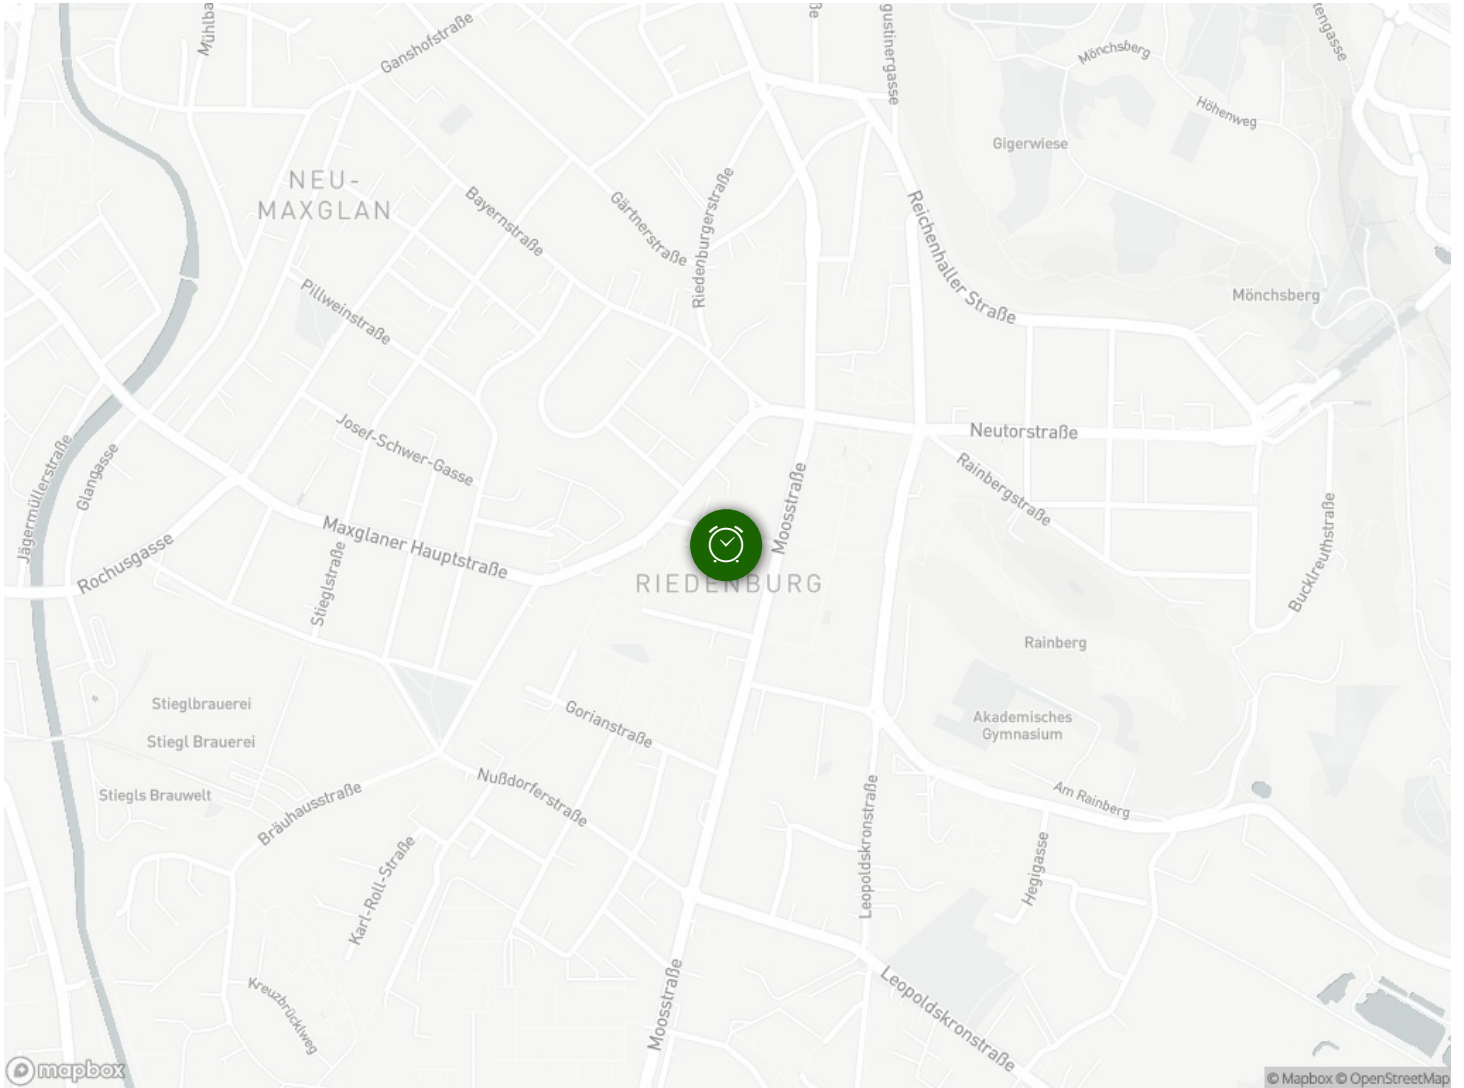 Mühlba
Ganshofstraße
gustinergasse
Mönchsberg
Höhenweg
Gigerwiese
NEU-
MAXGLAN
Bayernstraße
Gärtnerstraße
Riedenburgerstraße
Reichenhaller Straße
Mönchsberg
Pillweinstraße
Josef-Schwer-Gasse
Neutorstraße
Rainbergstraße
Jägermüllerstraße
Glangasse
Moosstraße
Bucklreuthstraße
Maxglaner Hauptstraße
Rochusgasse
Stieglstraße
RIEDENBURG
Rainberg
Stieglbrauerei
Stiegl Brauerei
Gorianstraße
Akademisches
Gymnasium
Stiegls Brauwelt
Bräuhausstraße
Nußdorferstraße
Am Rainberg
Karl-Roll-Straße
Leopoldskronstraße
Hegigasse
Kreuzbrücklweg
Moosstraße
Leopoldskronstraße
mapbox
© Mapbox © OpenStreetMap